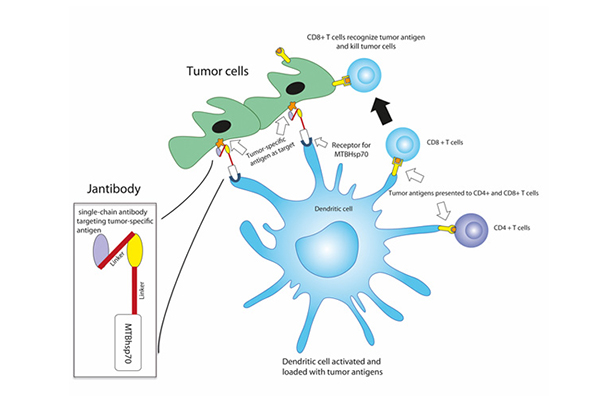 CD8+ T cells recognize tumor antigen
and kill tumor cells
Tumor cells
Tumor-specific
antigen as target
Receptor for
MTBHsp70
CD8 + T cells
Tumor antigens presented to CD4+ and CD8+ T cells
Jantibody
single-chain antibody
targeting tumor-specific
antigen
Linker
Linker
MTBhsp70
Dendritic cell
CD4 + T cells
Dendritic cell activated and
loaded with tumor antigens